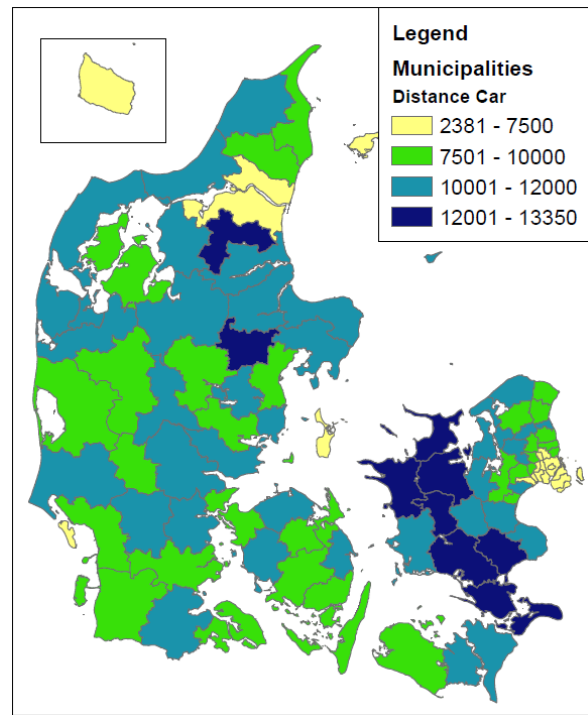 Legend
Municipalities
Distance Car
2381 - 7500
7501 - 10000
10001 - 12000
12001 - 13350